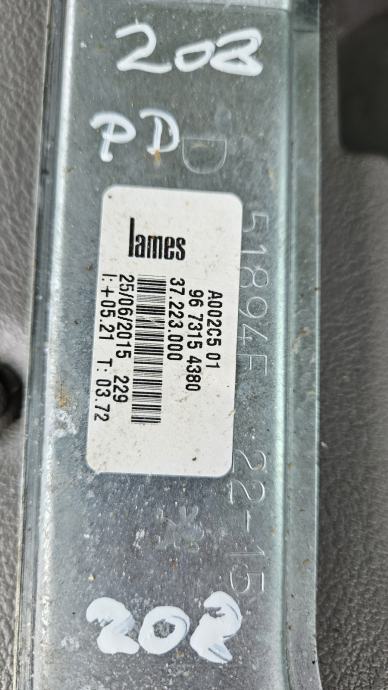 208
PD
D 51894F 22-15
lames
A002C5 01
96 7315 4380
37.223.000
25/06/2015 229
I:+05.21 T: 03.72
208